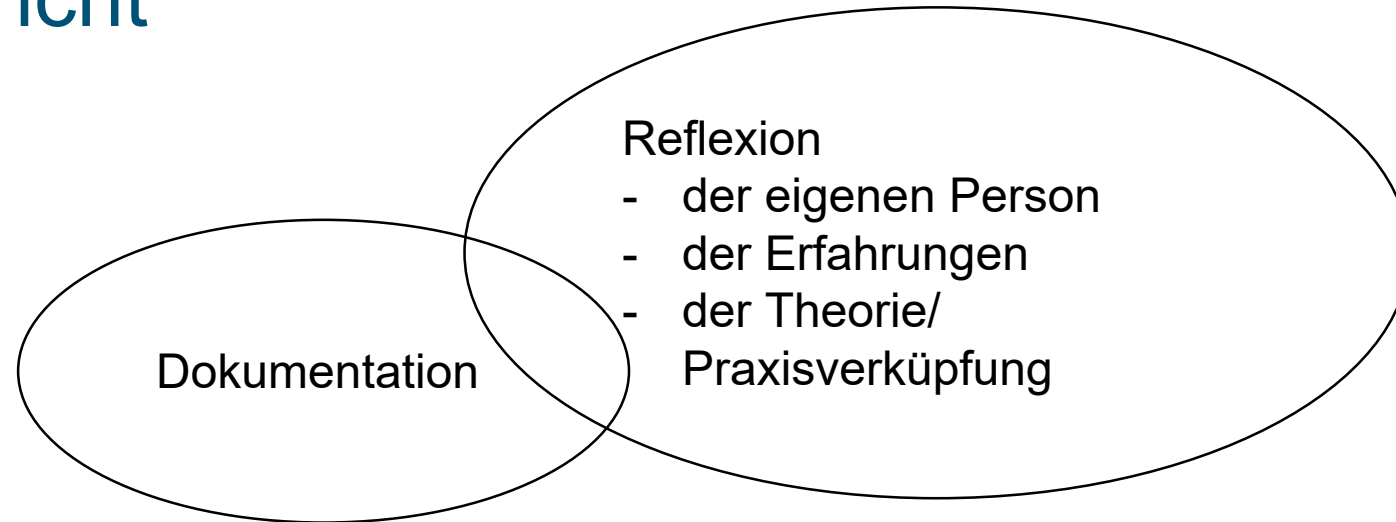 icht
Reflexion
- der eigenen Person
- der Erfahrungen
- der Theorie/
Praxisverküpfung
Dokumentation